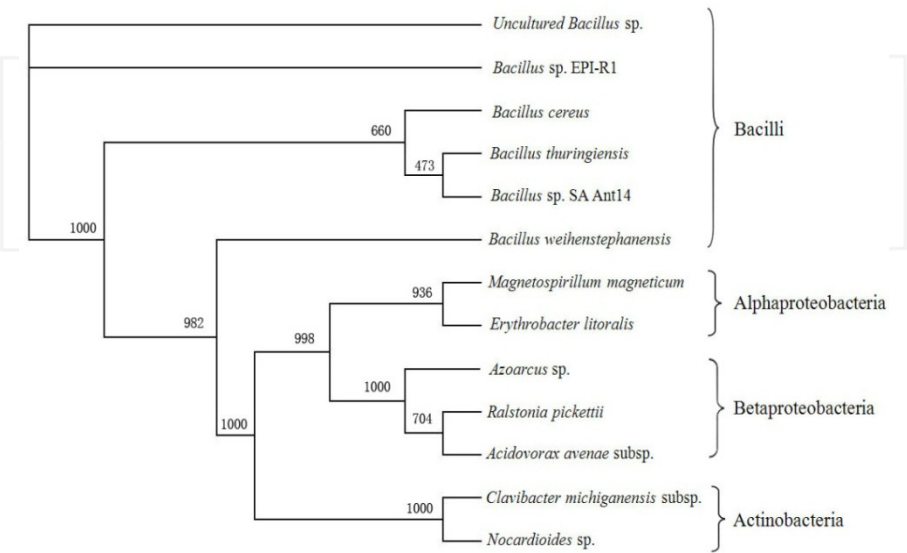 Uncultured Bacillus sp.
Bacillus sp. EPI-R1
Bacillus cereus
660
Bacilli
Bacillus thuringiensis
473
Bacillus sp. SA Ant14
1000
Bacillus weihenstephanensis
Magnetospirillum magneticum
936
Alphaproteobacteria
982
Erythrobacter litoralis
998
Azoarcus sp.
1000
Ralstonia pickettii
Betaproteobacteria
704
1000
Acidovorax avenae subsp.
Clavibacter michiganensis subsp.
1000
Actinobacteria
Nocardioides sp.